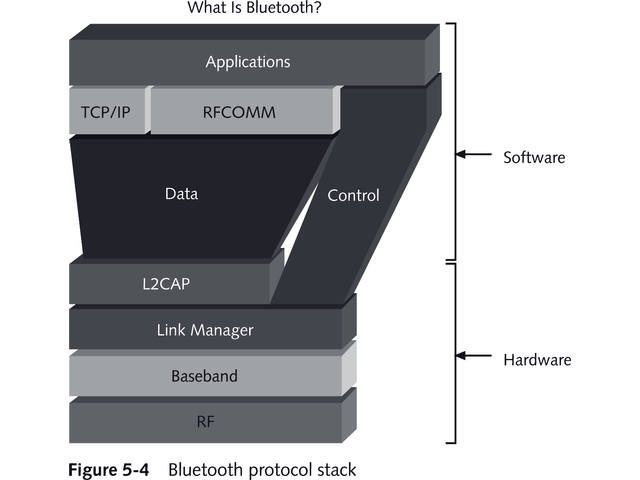 What Is Bluetooth?
Applications
TCP/IP RFCOMM
Software
Data
Control
L2CAP
Link Manager
Hardware
Baseband
RF
Figure 5-4 Bluetooth protocol stack